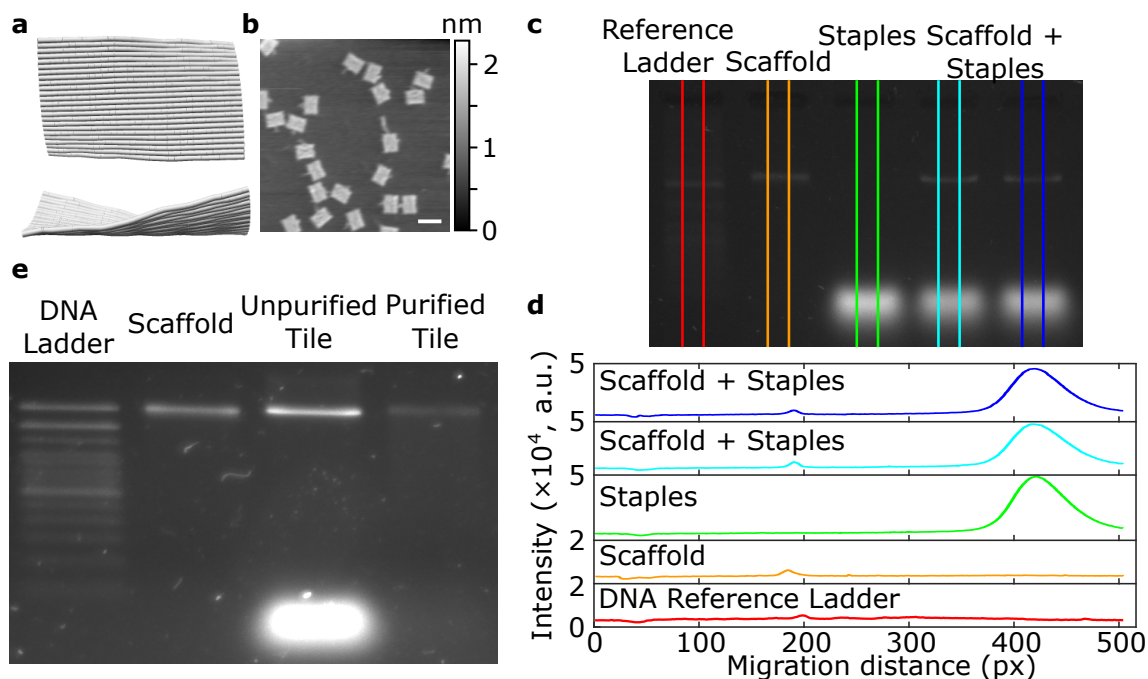 a
b
nm
2
1
0
c
Reference
Ladder
Scaffold
Staples
Scaffold +
Staples
e
DNA
Ladder
Scaffold
Unpurified
Tile
Purified
Tile
d
Intensity (×10⁴, a.u.)
5
Scaffold + Staples
5
Scaffold + Staples
5
Staples
2
Scaffold
2
DNA Reference Ladder
0
0 100 200 300 400 500
Migration distance (px)